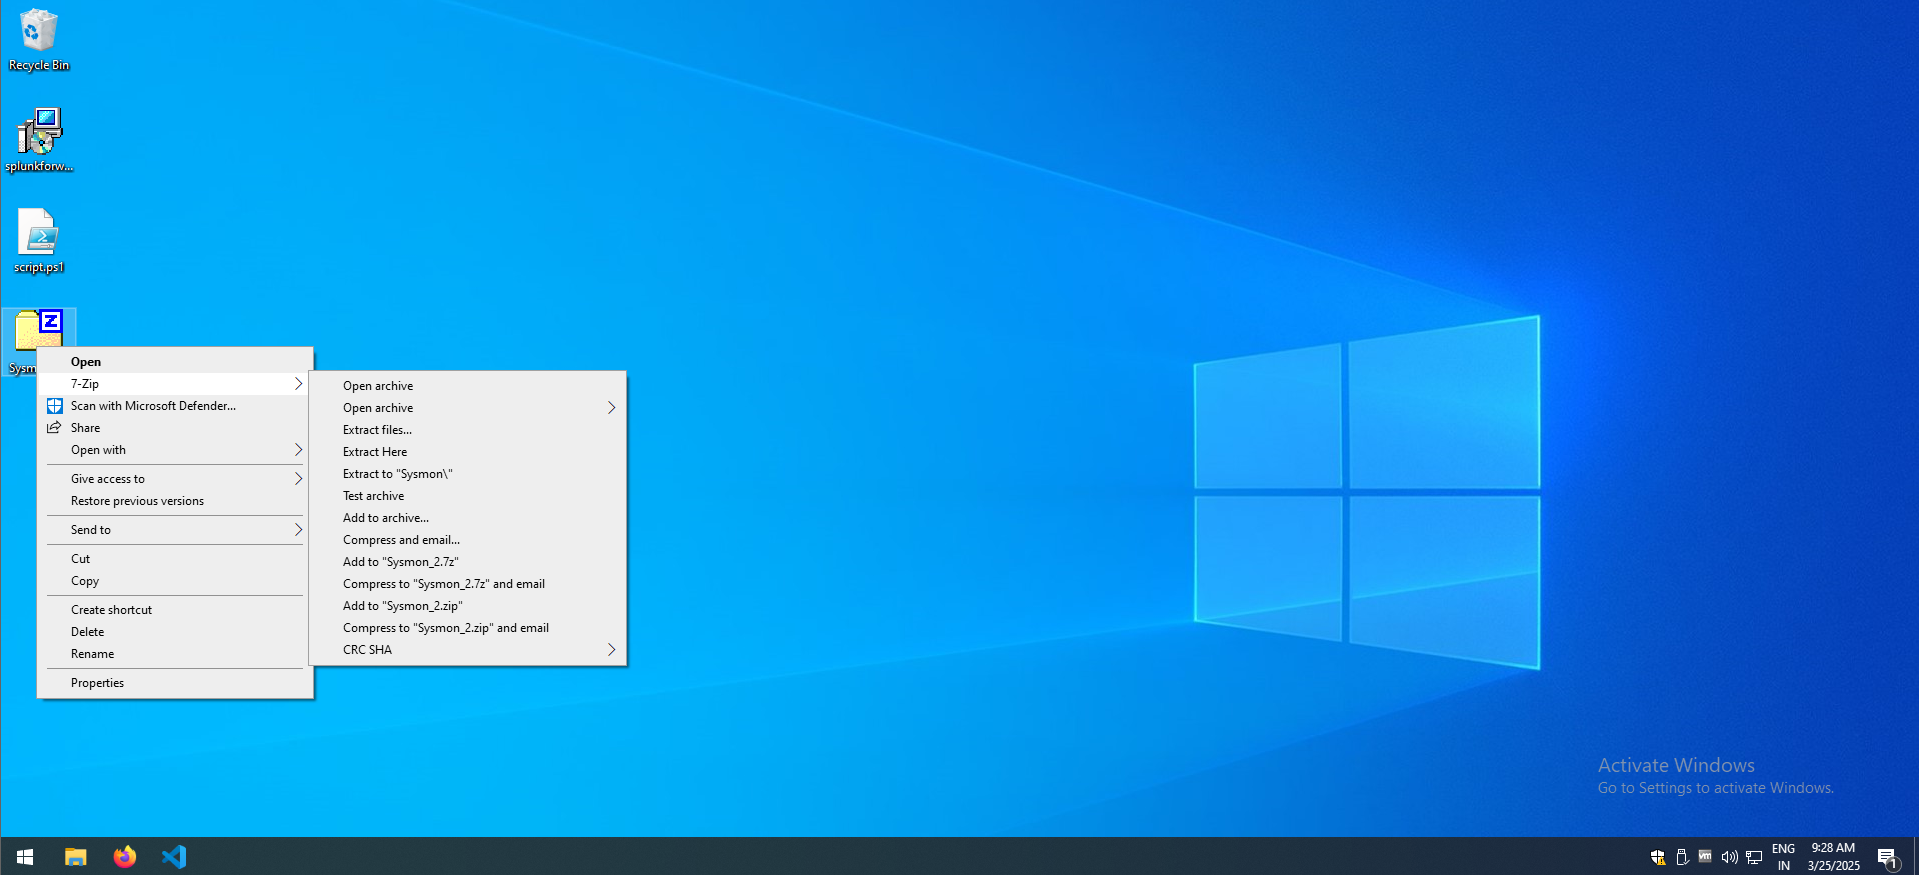 Recycle Bin
splunkforw...
script.ps1
Sysm
Open
7-Zip
Scan with Microsoft Defender...
Share
Open with
Give access to
Restore previous versions
Send to
Cut
Copy
Create shortcut
Delete
Rename
Properties
Open archive
Open archive
Extract files...
Extract Here
Extract to "Sysmon\"
Test archive
Add to archive...
Compress and email...
Add to "Sysmon_2.7z"
Compress to "Sysmon_2.7z" and email
Add to "Sysmon_2.zip"
Compress to "Sysmon_2.zip" and email
CRC SHA
Activate Windows
Go to Settings to activate Windows.
vm
ENG
IN
9:28 AM
3/25/2025
1